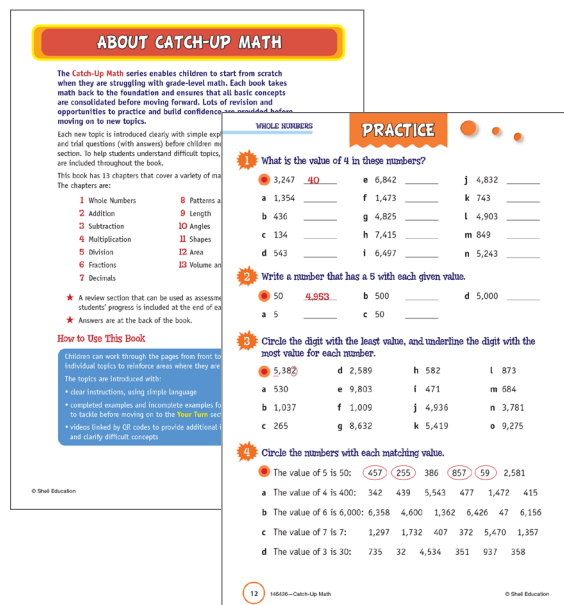 ABOUT CATCH-UP MATH
The Catch-Up Math series enables children to start from scratch
when they are struggling with grade-level math. Each book takes
math back to the foundation and ensures that all basic concepts
are consolidated before moving forward. Lots of revision and
opportunities to practice and build confidence are provided before
moving on to new topics.
Each new topic is introduced clearly with simple
and trial questions (with answers) before children
section. To help students understand difficult topics,
are included throughout the book.
This book has 13 chapters that cover a variety of
The chapters are:
1 Whole Numbers
2 Addition
3 Subtraction
4 Multiplication
5 Division
6 Fractions
7 Decimals
8 Patterns
9 Length
10 Angles
11 Shapes
12 Area
13 Volume
★ A review section that can be used as
students' progress is included at the end of
★ Answers are at the back of the book.
How to Use This Book
Children can work through the pages from front to
individual topics to reinforce areas where they are
The topics are introduced with:
• clear instructions, using simple language
• completed examples and incomplete examples
to tackle before moving on to the Your Turn
• videos linked by QR codes to provide additional
and clarify difficult concepts
© Shell Education
WHOLE NUMBERS
PRACTICE
1 What is the value of 4 in these numbers?
3,247 40 e 6,842 j 4,832
a 1,354 f 1,473 k 743
b 436 g 4,825 l 4,903
c 134 h 7,415 m 849
d 543 i 6,497 n 5,243
2 Write a number that has a 5 with each given value.
50 4,953 b 500 d 5,000
a 5 c 50
3 Circle the digit with the least value, and underline the digit with the
most value for each number.
5,382 d 2,589 h 582 l 873
a 530 e 9,803 i 471 m 684
b 1,037 f 1,009 j 4,936 n 3,781
c 265 g 8,632 k 5,419 o 9,275
4 Circle the numbers with each matching value.
The value of 5 is 50: 457 255 386 857 59 2,581
a The value of 4 is 400: 342 439 5,543 477 1,472 415
b The value of 6 is 6,000: 6,358 4,600 1,362 6,426 47 6,156
c The value of 7 is 7: 1,297 1,732 407 372 5,470 1,357
d The value of 3 is 30: 735 32 4,534 351 937 358
12 146436—Catch-Up Math © Shell Education